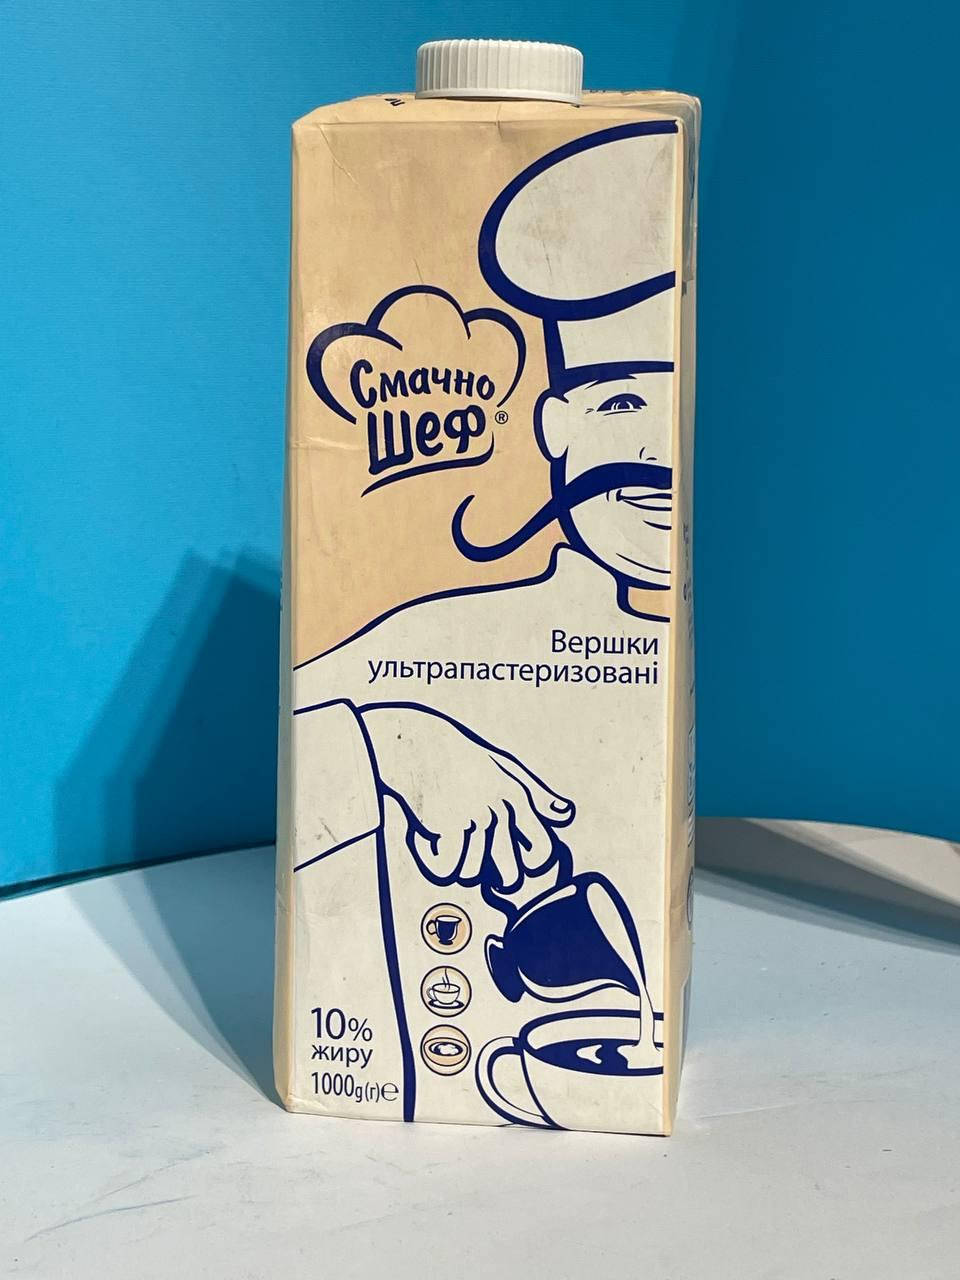 Смачно
Шеф®
Вершки
ультрапастеризовані
10%
жиру
1000g(г)℮